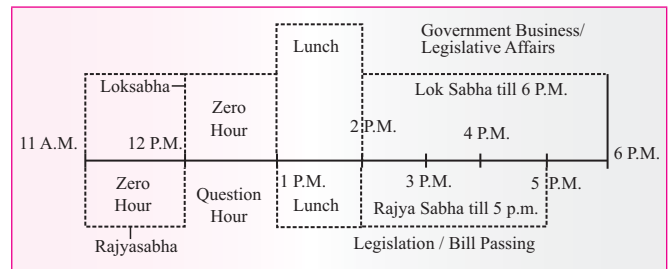 Government Business/
Legislative Affairs
Lunch
Loksabha
Zero
Hour
Lok Sabha till 6 P.M.
11 A.M.
12 P.M.
2 P.M.
4 P.M.
6 P.M.
Zero
Hour
Question
Hour
1 P.M.
3 P.M.
5 P.M.
Lunch
Rajya Sabha till 5 p.m.
Rajyasabha
Legislation / Bill Passing